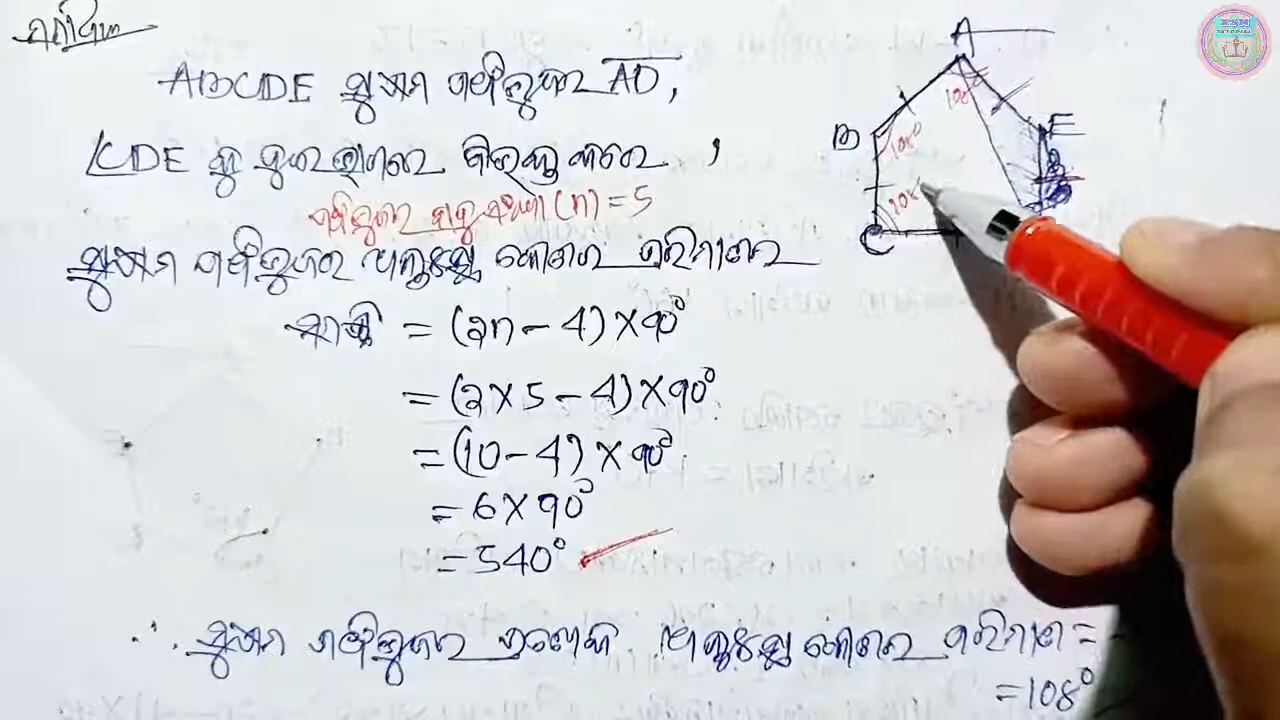 ABCDE ସୁଷମ ପଞ୍ଚଭୁଜର AD,
∠CDE କୁ ଦୁଇଭାଗରେ ବିଭକ୍ତ କରେ,
ପଞ୍ଚଭୁଜର ବାହୁ ସଂଖ୍ୟା (n) = 5
ସୁଷମ ପଞ୍ଚଭୁଜର ଅନ୍ତଃସ୍ଥ କୋଣର ପରିମାଣର
ସମଷ୍ଟି = (2n - 4) × 90°
= (2 × 5 - 4) × 90°
= (10 - 4) × 90°
= 6 × 90°
= 540°
∴ ସୁଷମ ପଞ୍ଚଭୁଜର ପ୍ରତ୍ୟେକ ଅନ୍ତଃସ୍ଥ କୋଣର ପରିମାଣ =
= 108°
A
B
E
108°
108°
108
C
KSM